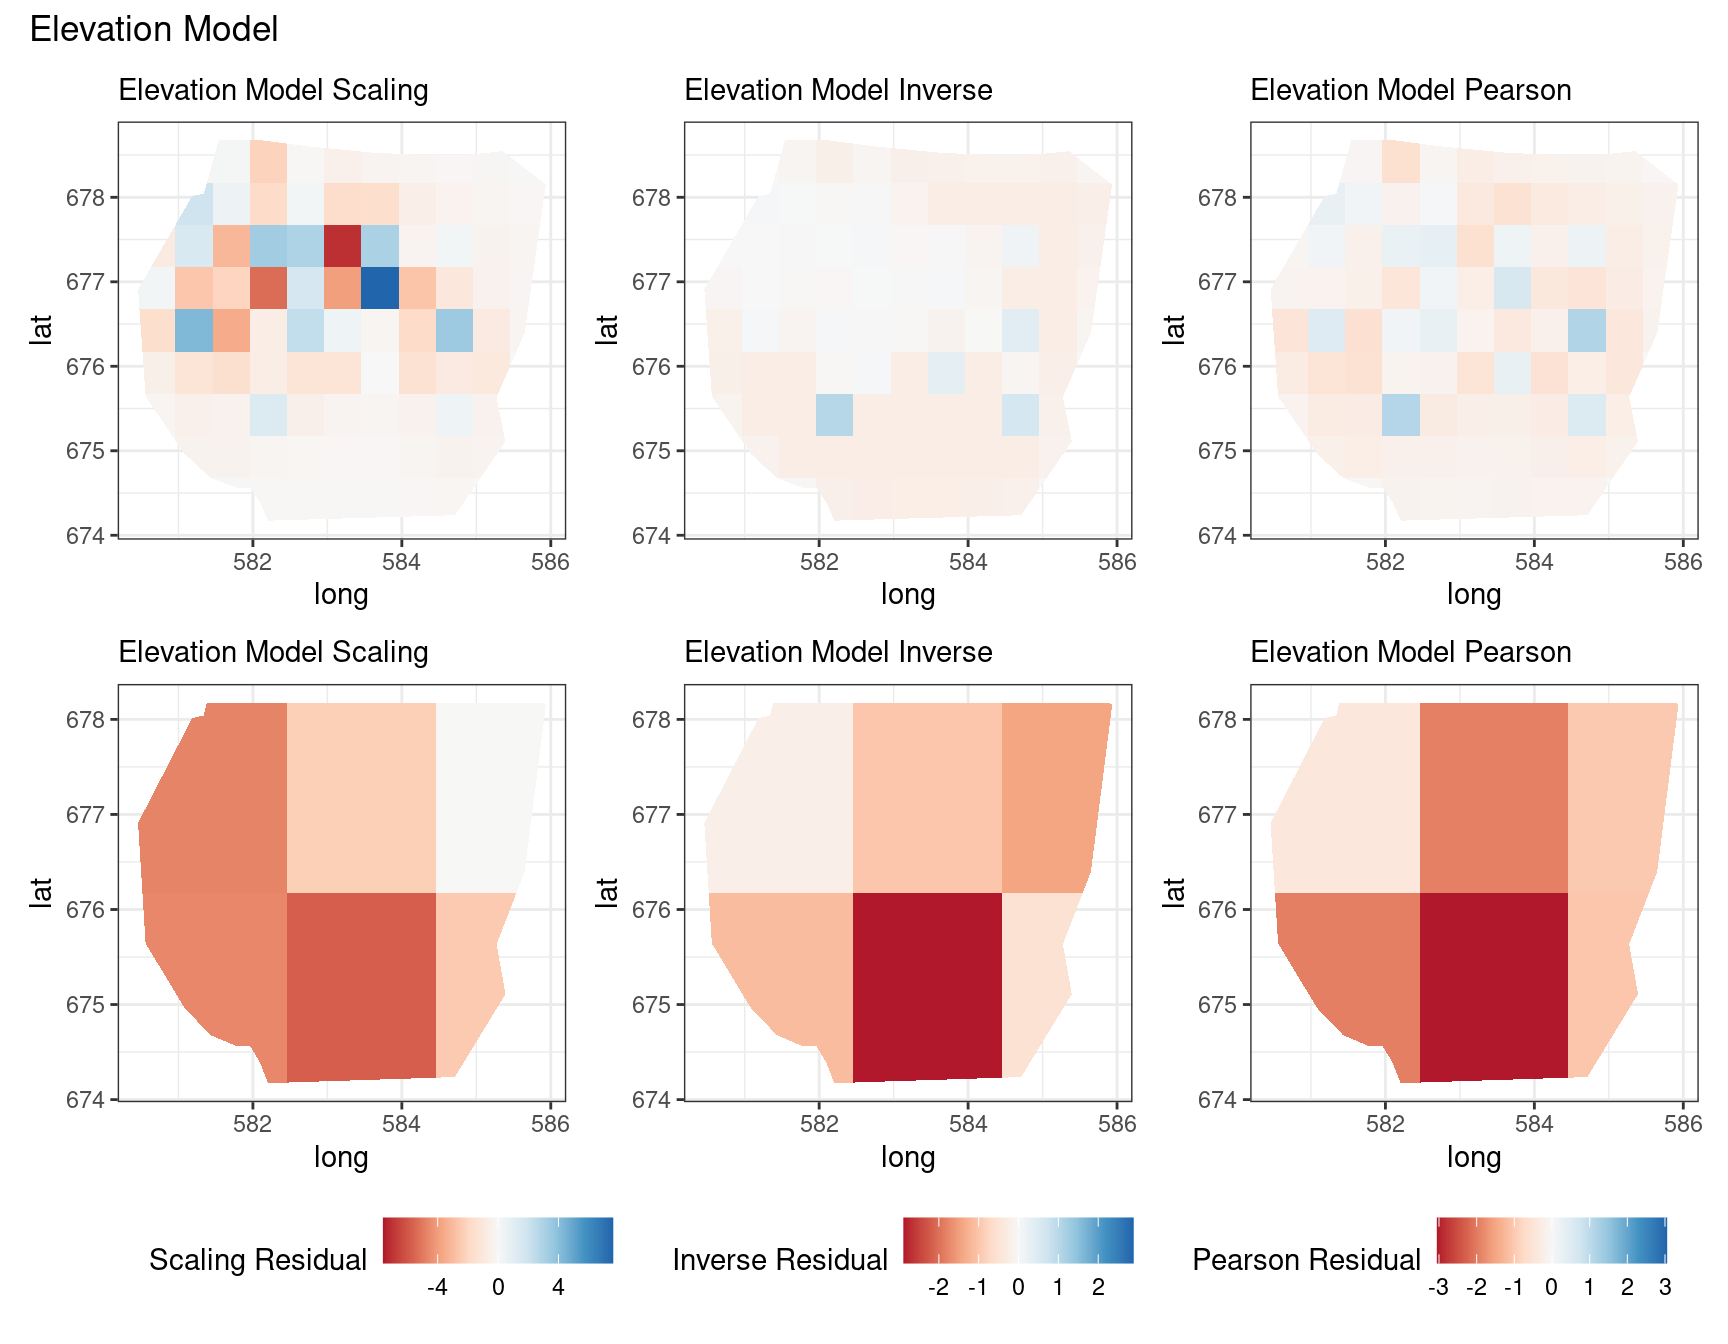 Elevation Model
Elevation Model Scaling
Elevation Model Inverse
Elevation Model Pearson
678
677
676
675
674
lat
582
584
586
long
678
677
676
675
674
lat
582
584
586
long
678
677
676
675
674
lat
582
584
586
long
Elevation Model Scaling
Elevation Model Inverse
Elevation Model Pearson
678
677
676
675
674
lat
582
584
586
long
678
677
676
675
674
lat
582
584
586
long
678
677
676
675
674
lat
582
584
586
long
Scaling Residual
-4 0 4
Inverse Residual
-2 -1 0 1 2
Pearson Residual
-3 -2 -1 0 1 2 3